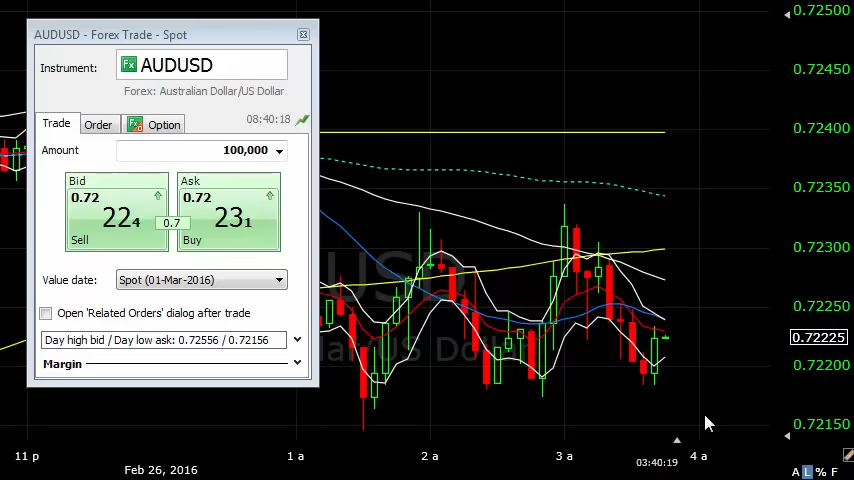 AUDUSD - Forex Trade - Spot
Instrument:
Fx AUDUSD
Forex: Australian Dollar/US Dollar
Trade
Order
Fx Option
08:40:18
Amount
100,000
Bid
0.72
224
Sell
0.7
Ask
0.72
231
Buy
Value date:
Spot (01-Mar-2016)
Open 'Related Orders' dialog after trade
Day high bid / Day low ask: 0.72556 / 0.72156
Margin
0.72500
0.72450
0.72400
0.72350
0.72300
0.72250
0.72225
0.72200
0.72150
US Dollar
11 p
1 a
2 a
3 a
4 a
03:40:19
Feb 26, 2016
A L % F